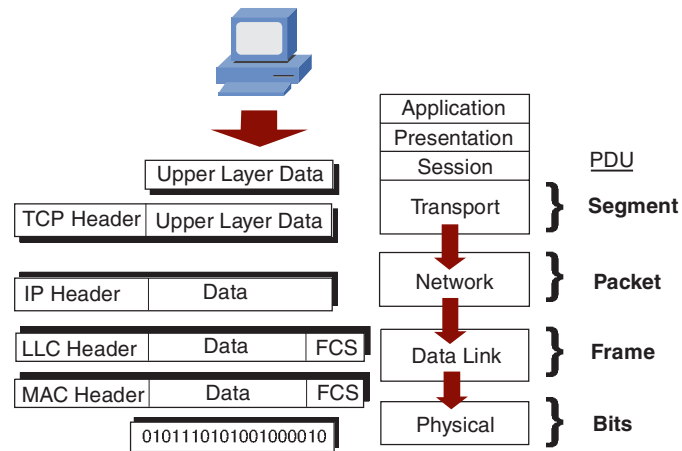 Application
Presentation
Session
PDU
Upper Layer Data
TCP Header Upper Layer Data
Transport
Segment
IP Header Data
Network
Packet
LLC Header Data FCS
Data Link
Frame
MAC Header Data FCS
0101110101001000010
Physical
Bits